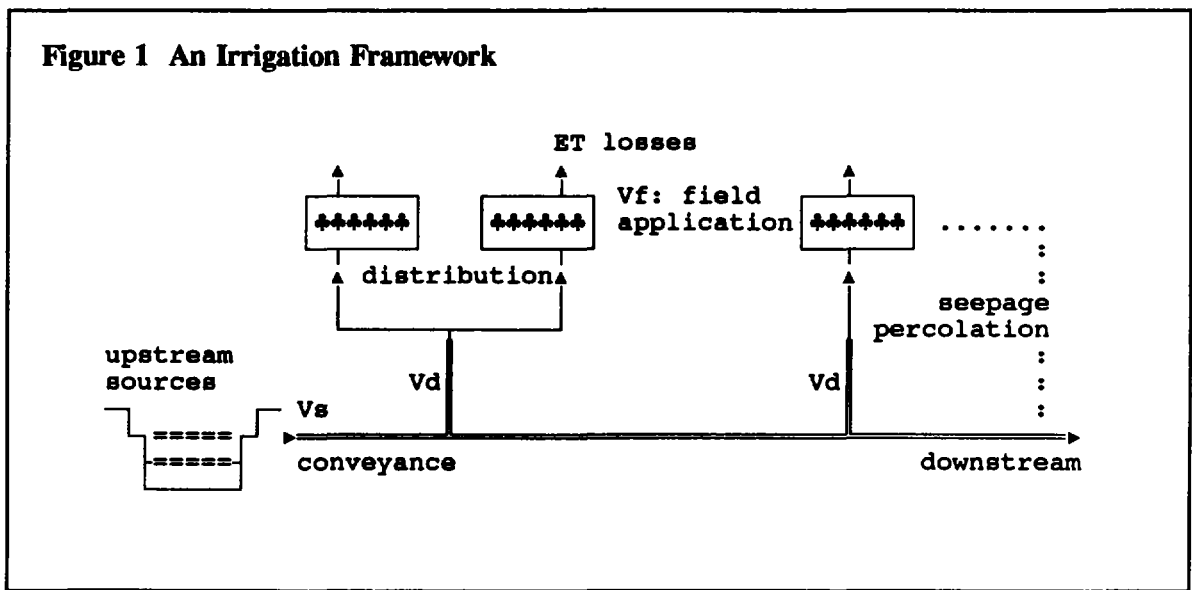 Figure 1 An Irrigation Framework
ET losses
Vf: field
application
distribution
seepage
percolation
upstream
sources
Vd
Vd
Vs
conveyance
downstream